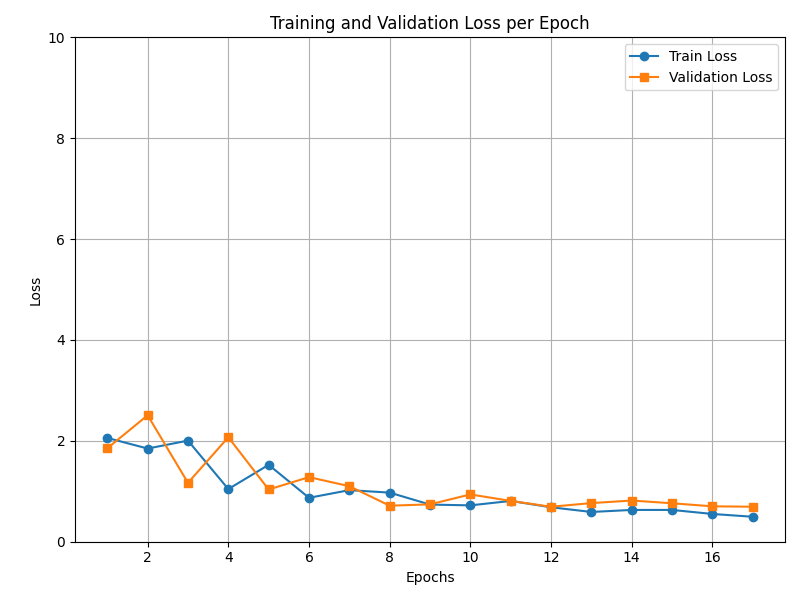 Training and Validation Loss per Epoch
Train Loss
Validation Loss
10
8
6
4
2
0
Loss
2 4 6 8 10 12 14 16
Epochs